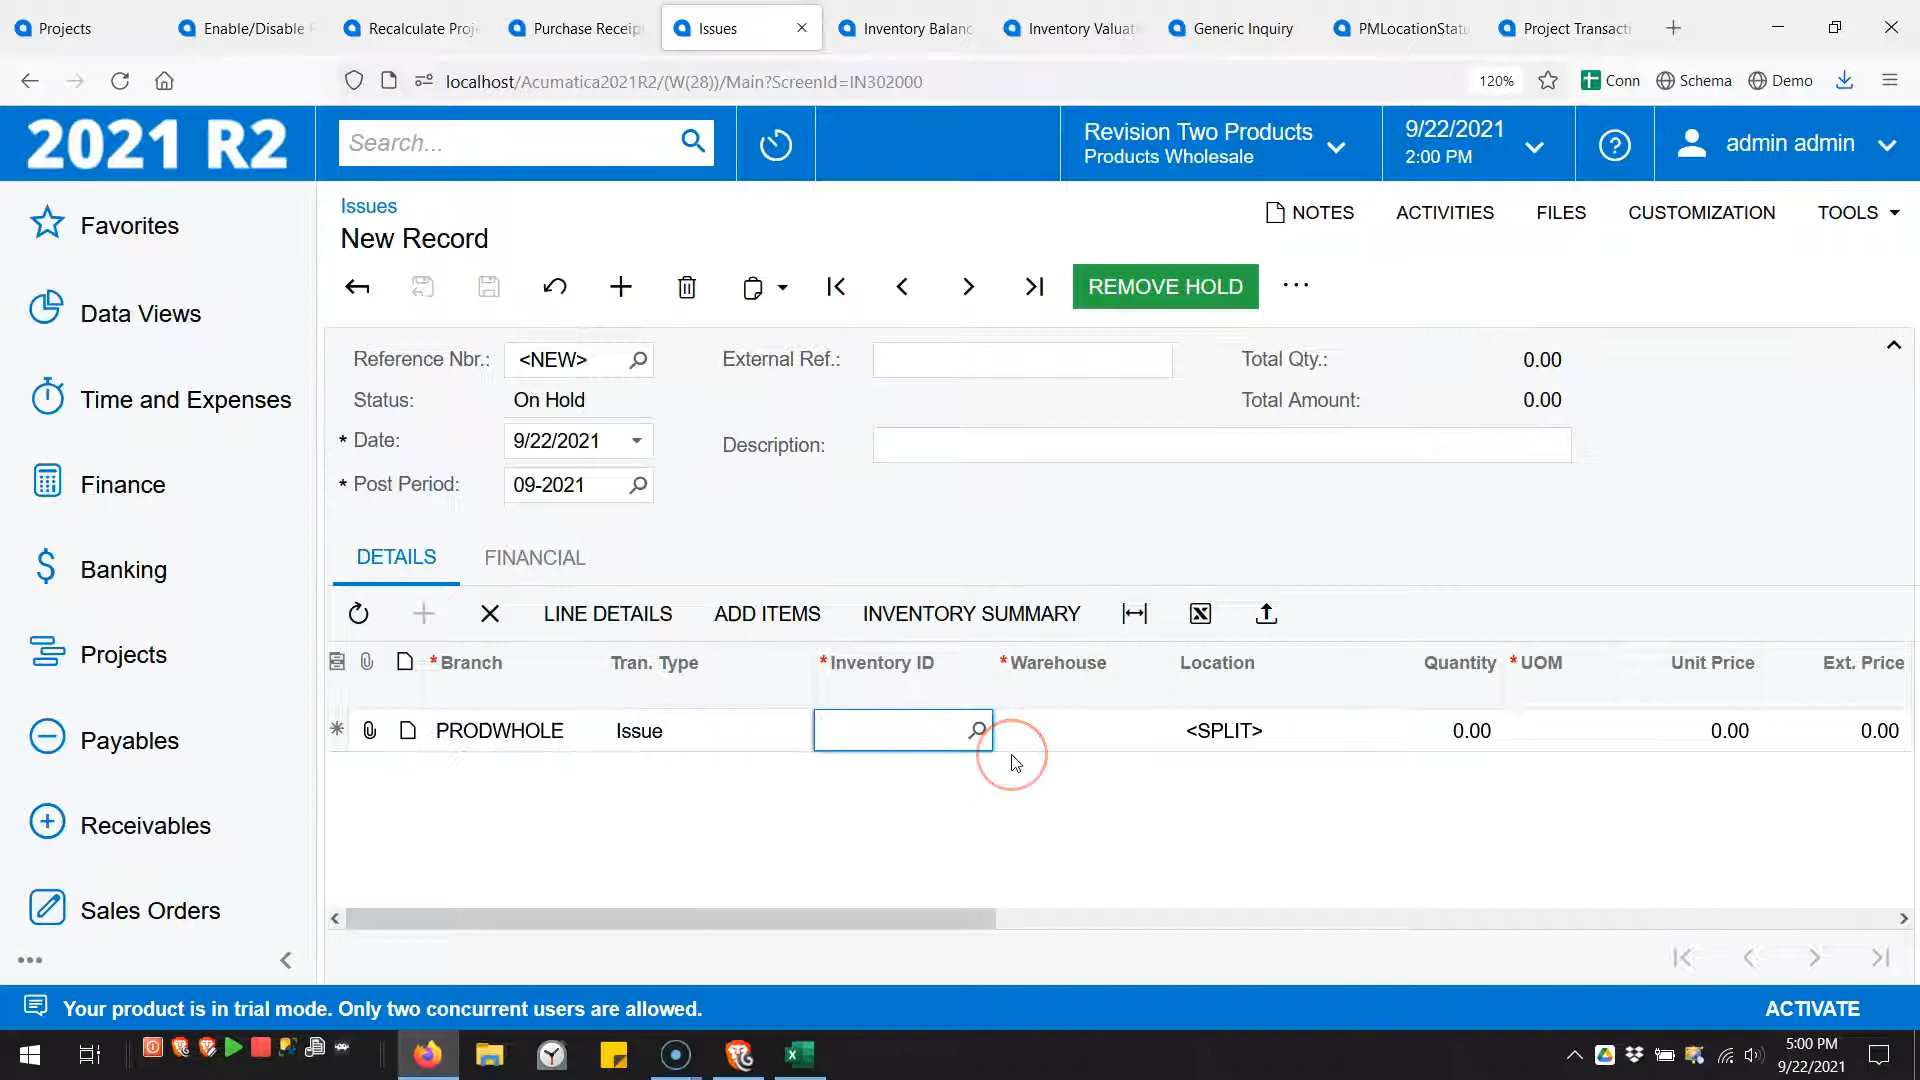 Projects
Enable/Disable
Recalculate Proje
Purchase Receip
Issues
Inventory Balanc
Inventory Valuat
Generic Inquiry
PMLocationStatu
Project Transacti
localhost/Acumatica2021R2/(W(28))/Main?ScreenId=IN302000
120%
Conn
Schema
Demo
2021 R2
Search...
Revision Two Products
Products Wholesale
9/22/2021
2:00 PM
admin admin
Favorites
Data Views
Time and Expenses
Finance
Banking
Projects
Payables
Receivables
Sales Orders
Issues
New Record
NOTES
ACTIVITIES
FILES
CUSTOMIZATION
TOOLS
REMOVE HOLD
Reference Nbr.: <NEW>
External Ref.:
Total Qty.: 0.00
Status: On Hold
Total Amount: 0.00
* Date: 9/22/2021
Description:
* Post Period: 09-2021
DETAILS
FINANCIAL
LINE DETAILS
ADD ITEMS
INVENTORY SUMMARY
*Branch Tran. Type *Inventory ID *Warehouse Location Quantity *UOM Unit Price Ext. Price
PRODWHOLE Issue <SPLIT> 0.00 0.00 0.00
Your product is in trial mode. Only two concurrent users are allowed.
ACTIVATE
5:00 PM
9/22/2021